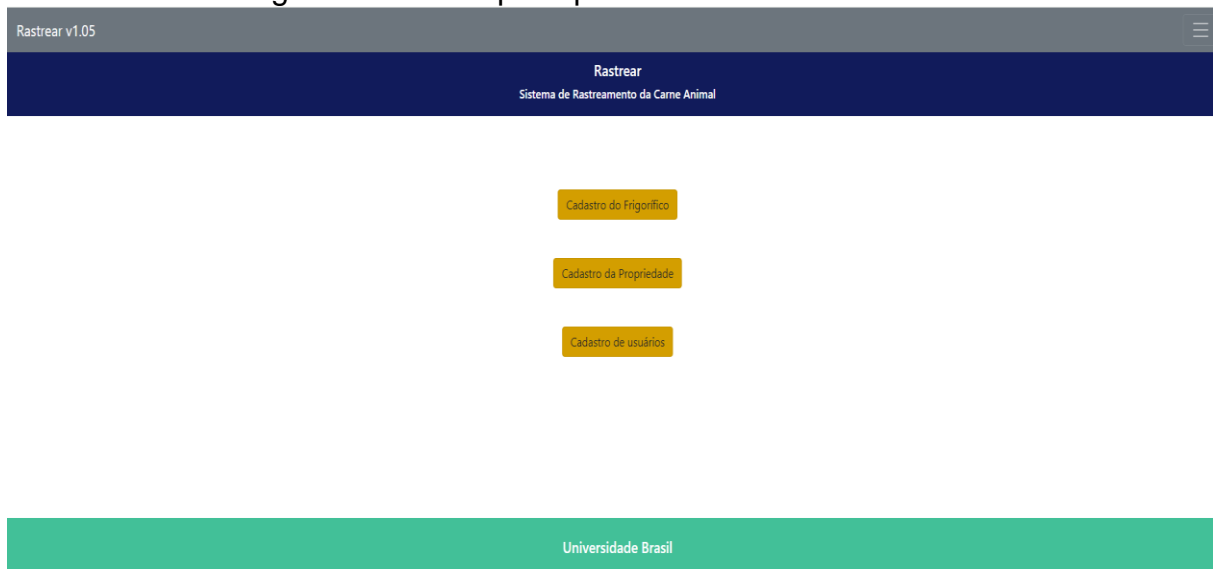 Rastrear v1.05
Rastrear
Sistema de Rastreamento da Carne Animal
Cadastro do Frigorífico
Cadastro da Propriedade
Cadastro de usuários
Universidade Brasil